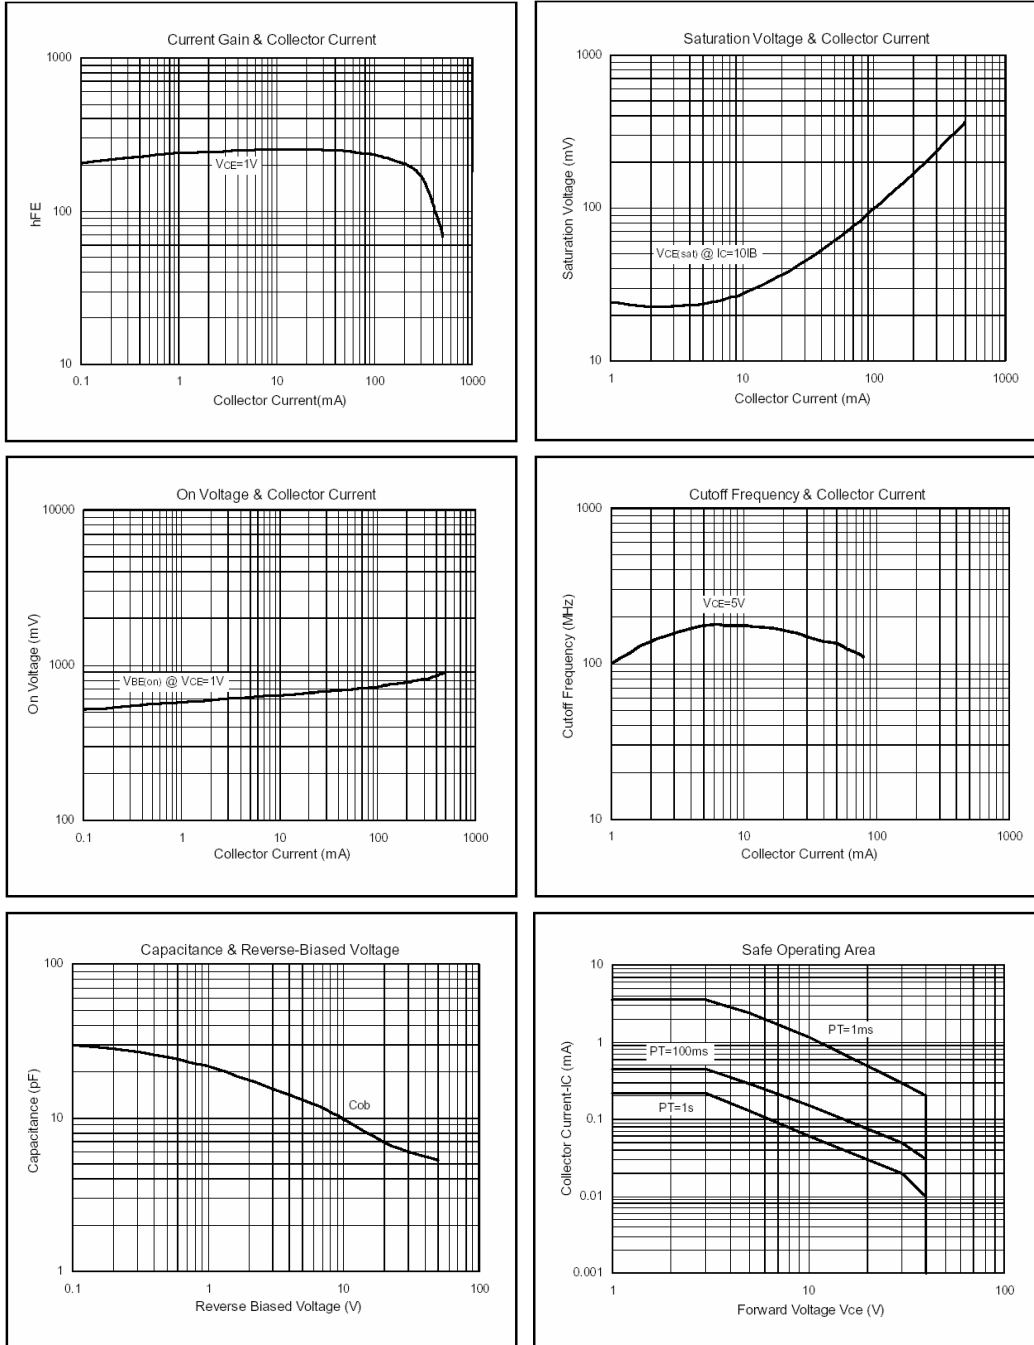 Current Gain & Collector Current
1000
100
10
hFE
VCE=1V
0.1 1 10 100 1000
Collector Current(mA)
Saturation Voltage & Collector Current
1000
100
10
Saturation Voltage (mV)
VCE(sat) @ IC=10IB
1 10 100 1000
Collector Current (mA)
On Voltage & Collector Current
10000
1000
100
On Voltage (mV)
VBE(on) @ VCE=1V
0.1 1 10 100 1000
Collector Current (mA)
Cutoff Frequency & Collector Current
1000
100
10
Cutoff Frequency (MHz)
VCE=5V
1 10 100 1000
Collector Current (mA)
Capacitance & Reverse-Biased Voltage
100
10
1
Capacitance (pF)
Cob
0.1 1 10 100
Reverse Biased Voltage (V)
Safe Operating Area
10
1
0.1
0.01
0.001
Collector Current-IC (mA)
PT=1ms
PT=100ms
PT=1s
1 10 100
Forward Voltage Vce (V)